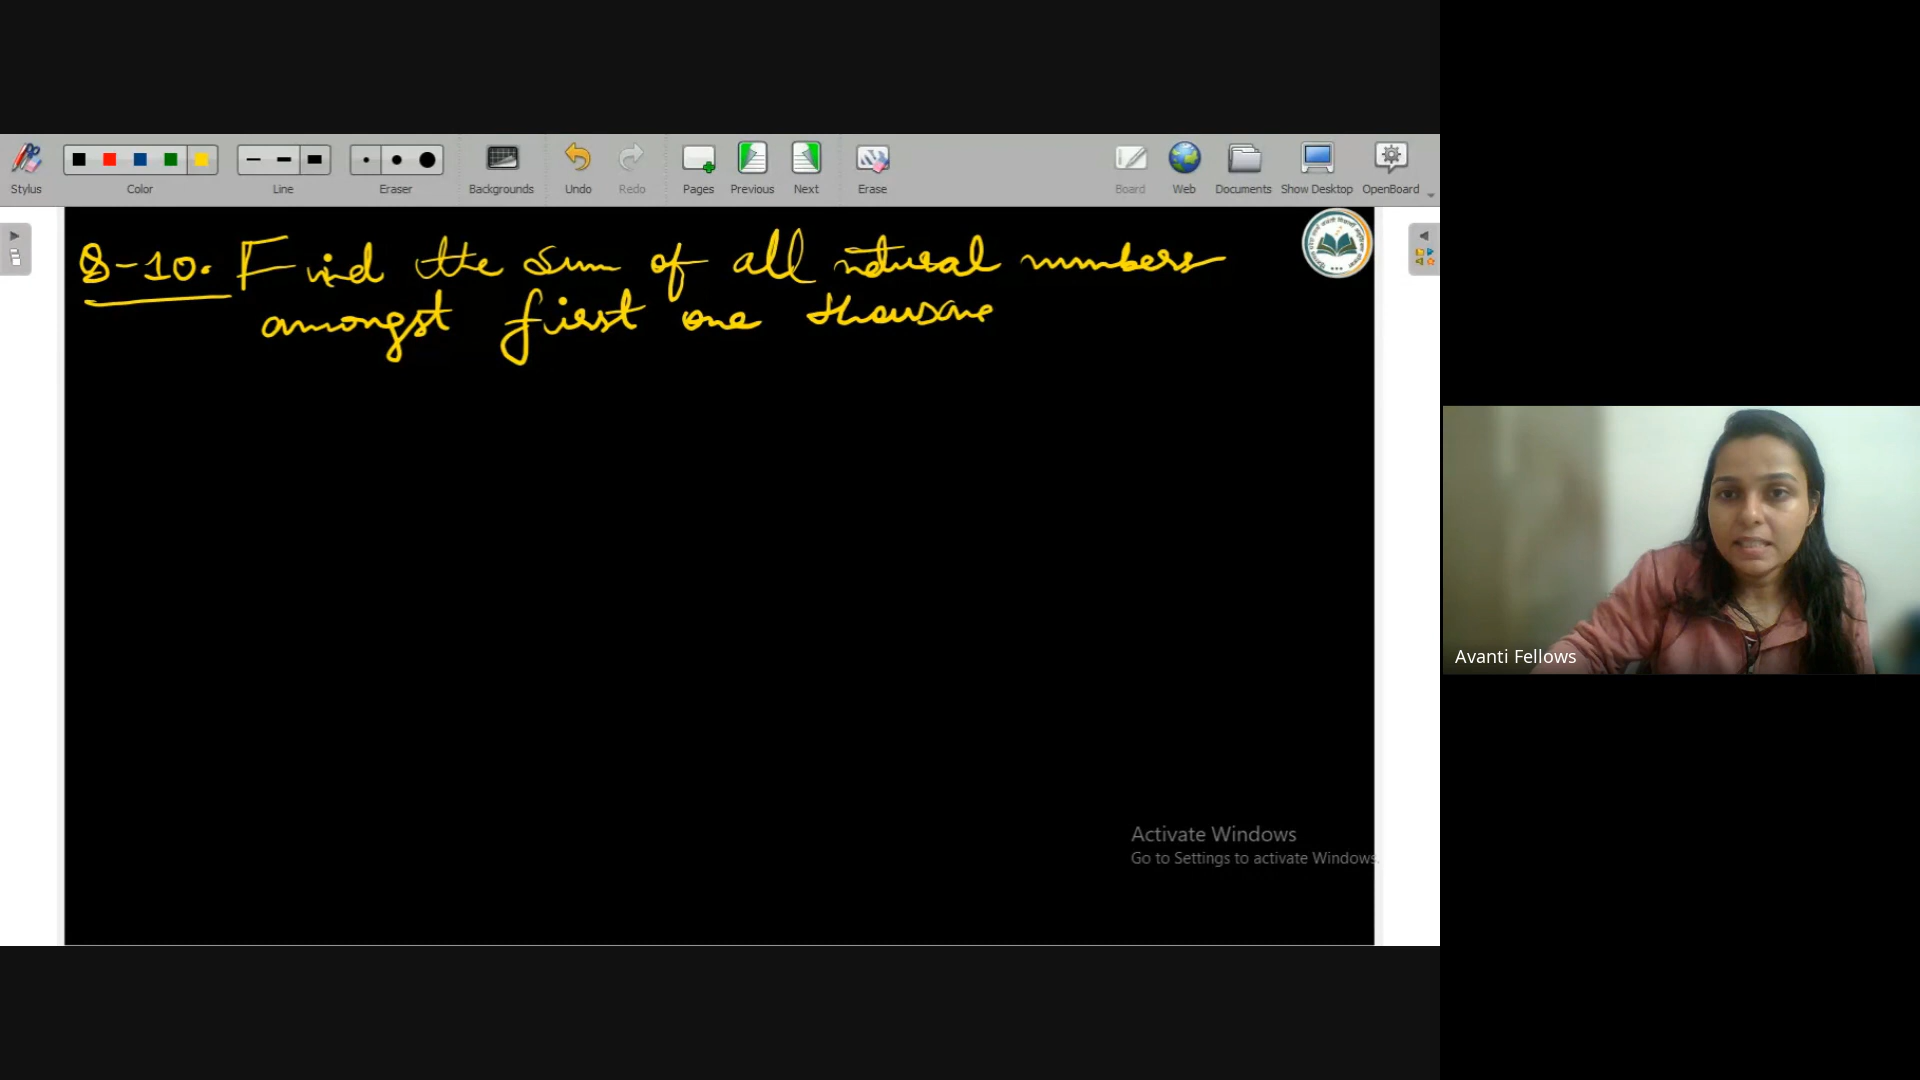 Stylus Color Line Eraser Backgrounds Undo Redo Pages Previous Next Erase Board Web Documents Show Desktop OpenBoard
Q-10. Find the sum of all natural numbers
amongst first one thousan
Avanti Fellows
Activate Windows
Go to Settings to activate Windows.